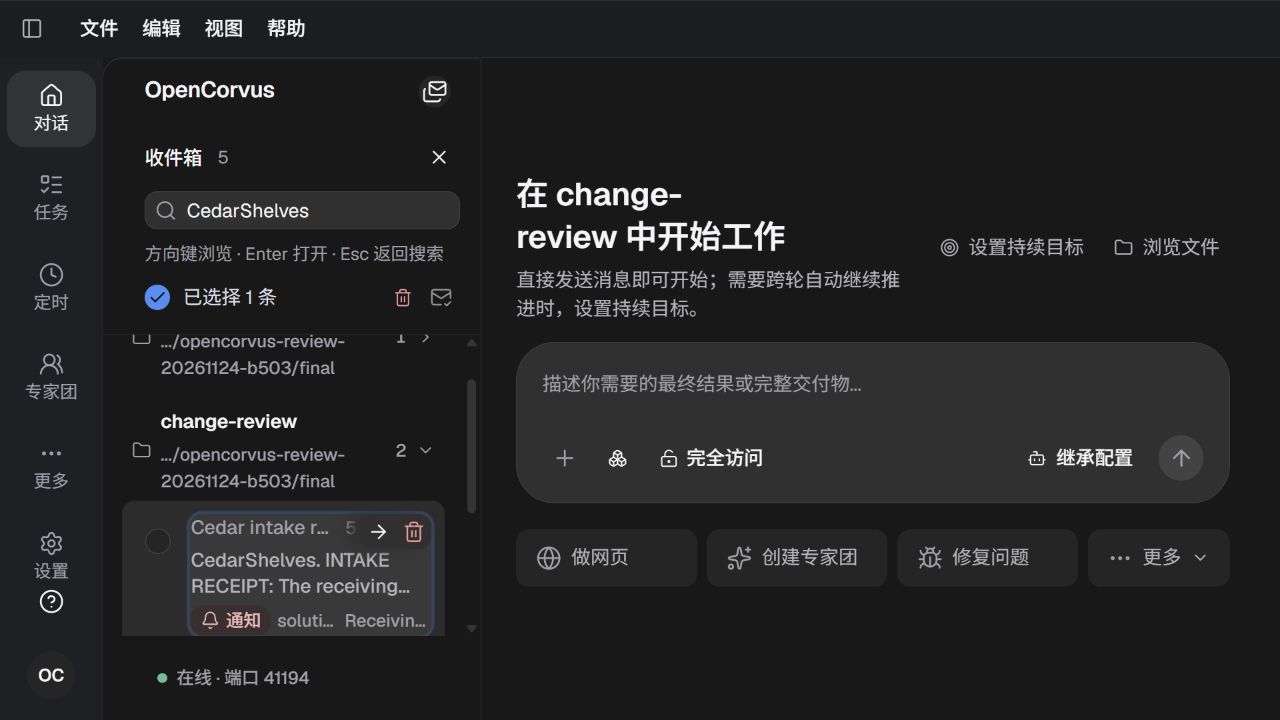 文件 编辑 视图 帮助
对话
任务
定时
专家团
更多
设置
OC
OpenCorvus
收件箱 5
CedarShelves
方向键浏览 · Enter 打开 · Esc 返回搜索
已选择 1 条
.../opencorvus-review-
20261124-b503/final
1
change-review
.../opencorvus-review-
20261124-b503/final
2
Cedar intake r... 5
CedarShelves. INTAKE
RECEIPT: The receiving...
通知 soluti... Receivin...
在线 · 端口 41194
在 change-
review 中开始工作
直接发送消息即可开始；需要跨轮自动继续推
进时，设置持续目标。
设置持续目标 浏览文件
描述你需要的最终结果或完整交付物...
完全访问 继承配置
做网页 创建专家团 修复问题 更多